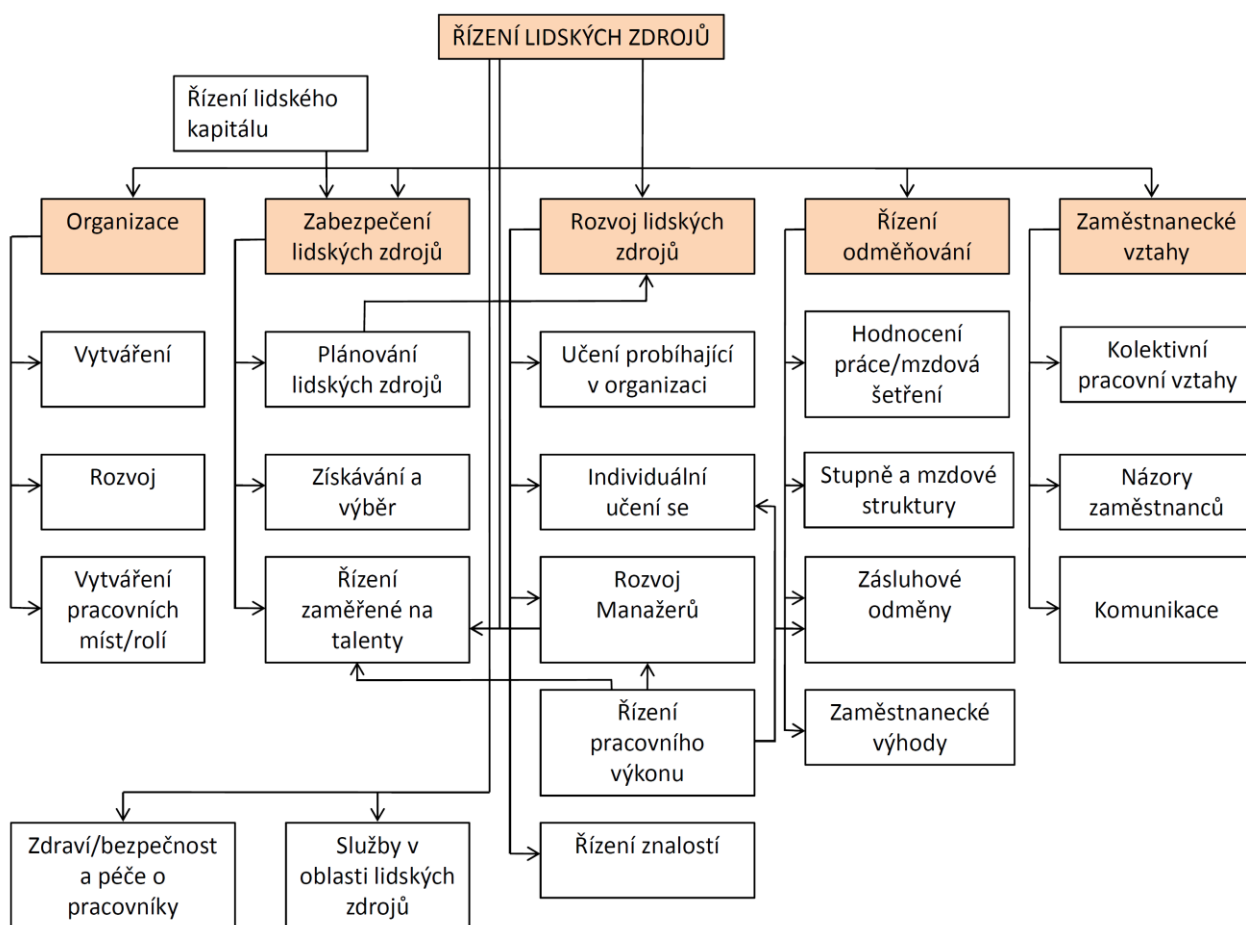 ŘÍZENÍ LIDSKÝCH ZDROJŮ
Řízení lidského
kapitálu
Organizace
Zabezpečení
lidských zdrojů
Rozvoj lidských
zdrojů
Řízení
odměňování
Zaměstnanecké
vztahy
Vytváření
Plánování
lidských zdrojů
Učení probíhající
v organizaci
Hodnocení
práce/mzdová
šetření
Kolektivní
pracovní vztahy
Rozvoj
Získávání a
výběr
Individuální
učení se
Stupně a mzdové
struktury
Názory
zaměstnanců
Vytváření
pracovních
míst/rolí
Řízení
zaměřené na
talenty
Rozvoj
Manažerů
Zásluhové
odměny
Komunikace
Řízení
pracovního
výkonu
Zaměstnanecké
výhody
Zdraví/bezpečnost
a péče o
pracovníky
Služby v
oblasti lidských
zdrojů
Řízení znalostí